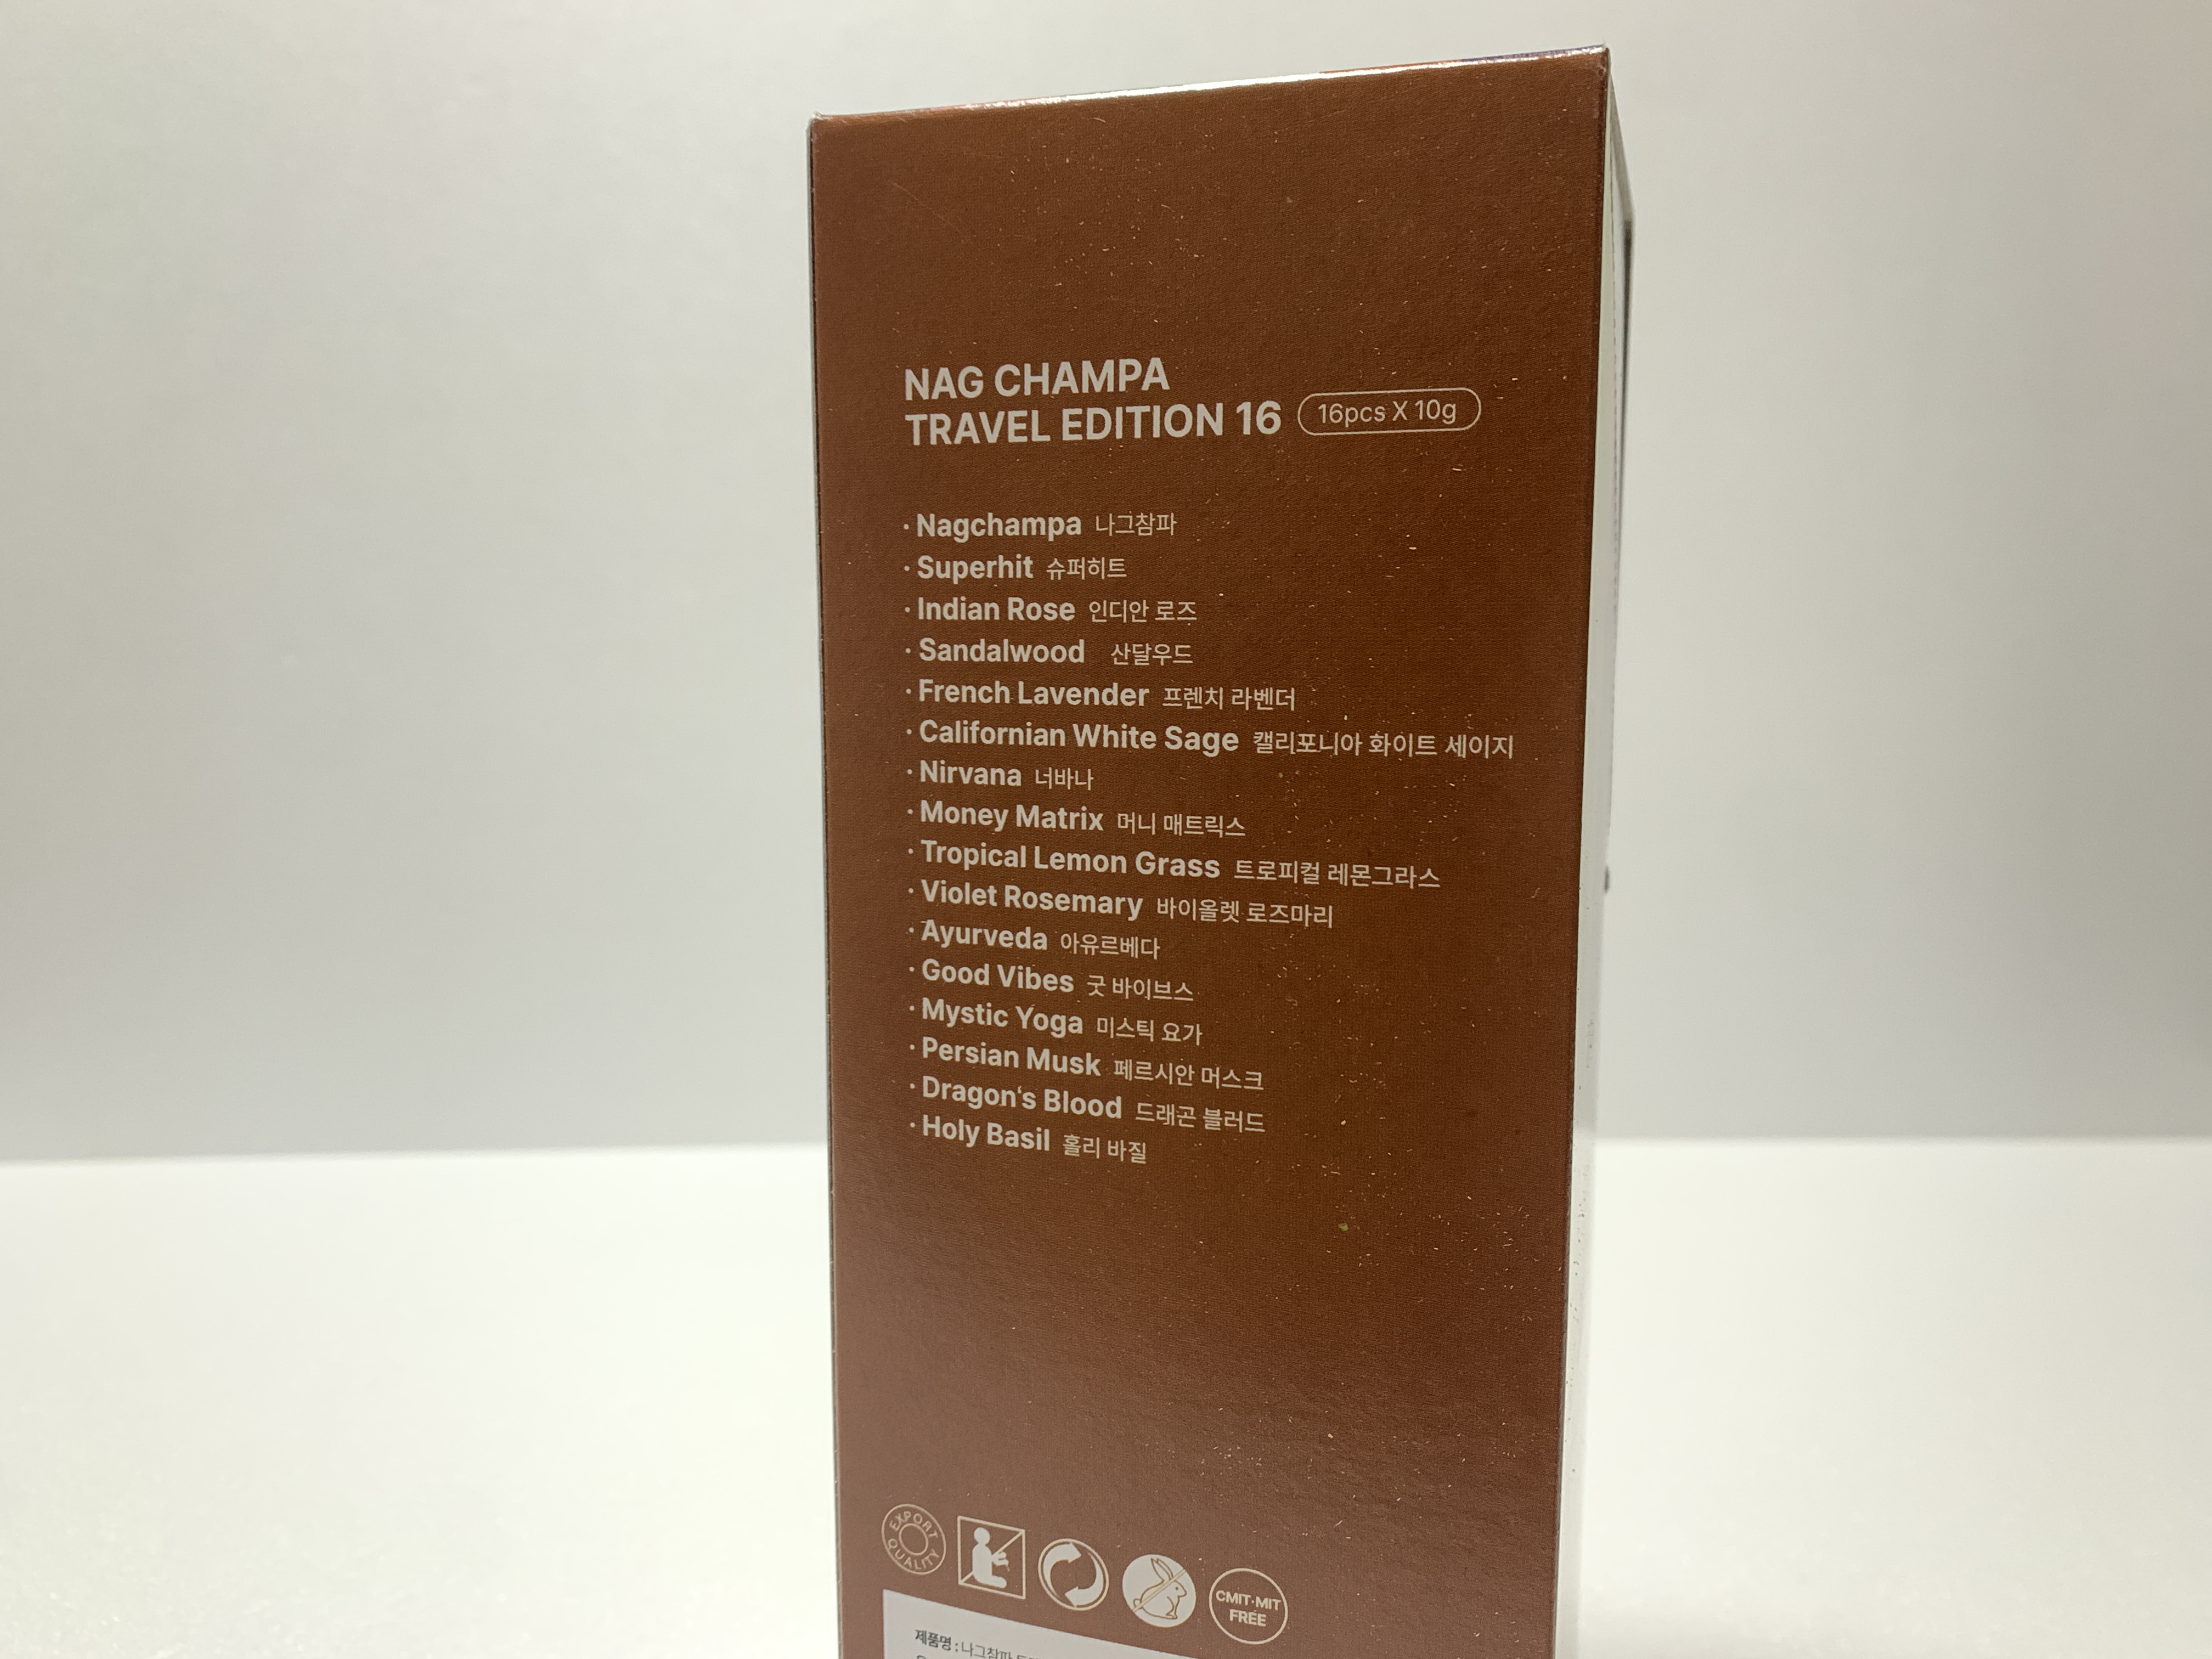 NAG CHAMPA
TRAVEL EDITION 16 16pcs X 10g
· Nagchampa 나그참파
· Superhit 슈퍼히트
· Indian Rose 인디안 로즈
· Sandalwood 산달우드
· French Lavender 프렌치 라벤더
· Californian White Sage 캘리포니아 화이트 세이지
· Nirvana 너바나
· Money Matrix 머니 매트릭스
· Tropical Lemon Grass 트로피컬 레몬그라스
· Violet Rosemary 바이올렛 로즈마리
· Ayurveda 아유르베다
· Good Vibes 굿 바이브스
· Mystic Yoga 미스틱 요가
· Persian Musk 페르시안 머스크
· Dragon‘s Blood 드래곤 블러드
· Holy Basil 홀리 바질
EXPORT QUALITY
CMIT·MIT
FREE
제품명 : 나그참파